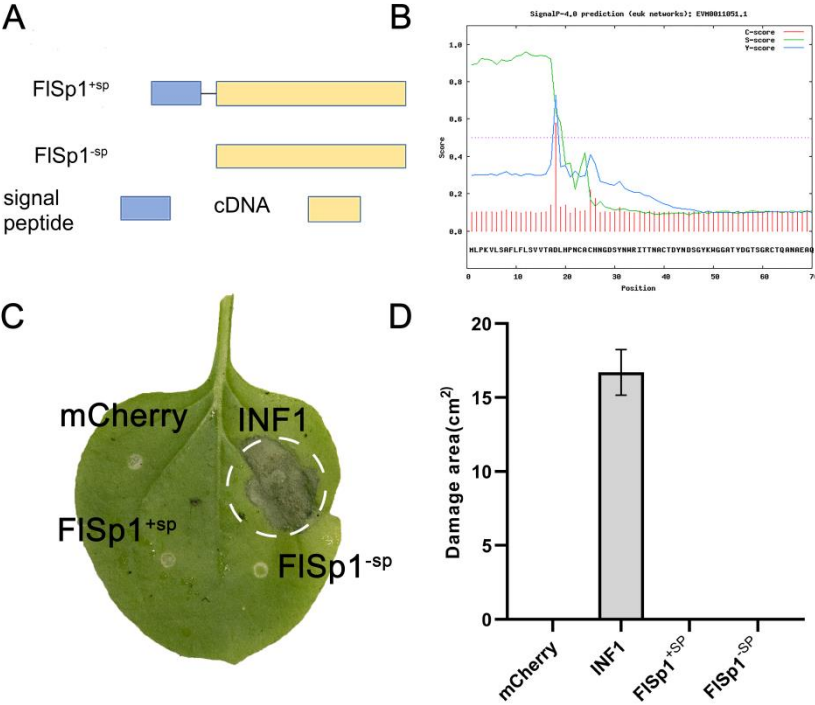 A
FlSp1+sp
FlSp1-sp
signal
peptide
cDNA
B
SignalP-4.0 prediction (euk networks); EVM0011051.1
C-score
S-score
Y-score
Score
1.0
0.8
0.6
0.4
0.2
0.0
MLPKVLSAFLFLSVVTADLHPNCACHNGDSYNWRITTNACTDYNDSGYKWGGATYDGTSGRCTQANAEAQ
0 10 20 30 40 50 60 70
Position
C
mCherry
INF1
FlSp1+sp
FlSp1-sp
D
Damage area(cm2)
20
15
10
5
0
mCherry
INF1
FlSp1+SP
FlSp1-SP